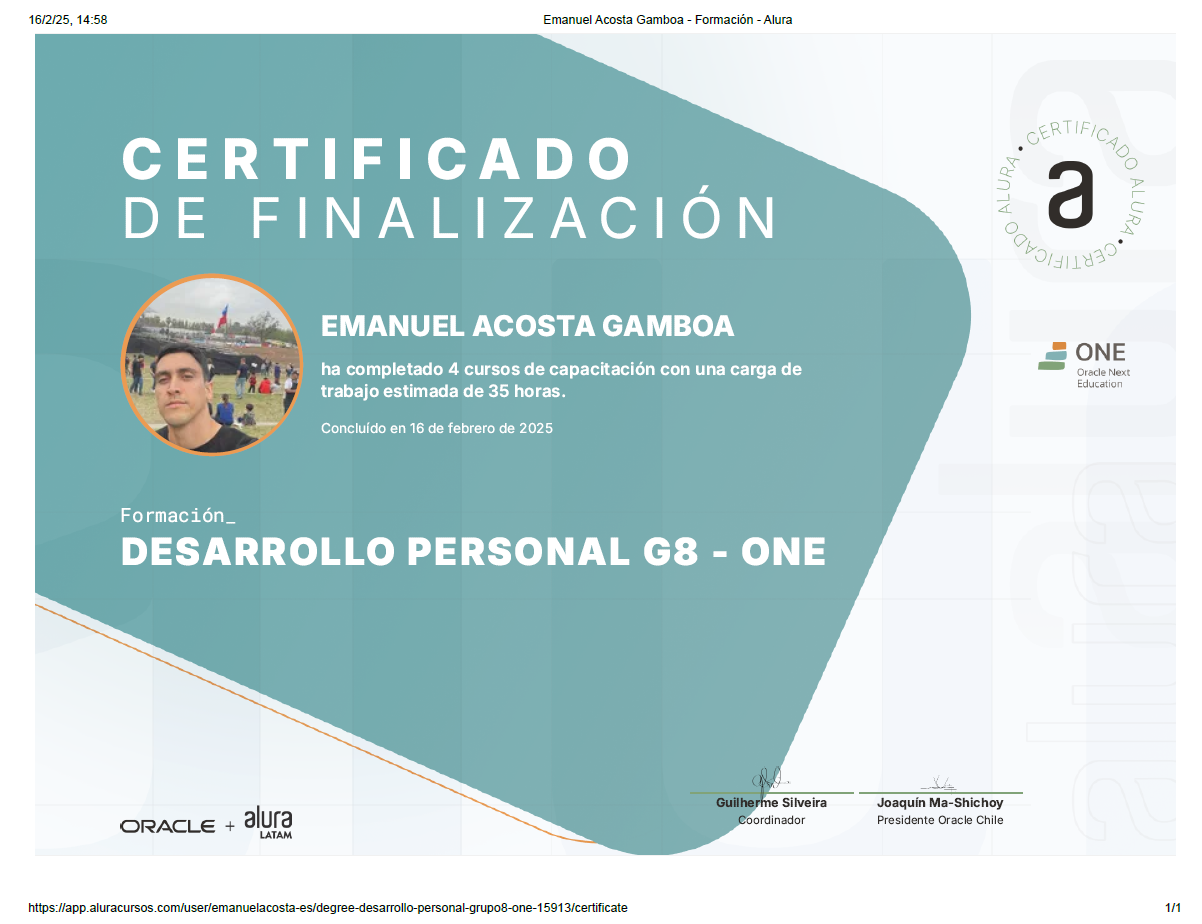 16/2/25, 14:58
Emanuel Acosta Gamboa - Formación - Alura
CERTIFICADO
DE FINALIZACIÓN
CERTIFICADO ALURA • CERTIFICADO ALURA •
a
EMANUEL ACOSTA GAMBOA
ha completado 4 cursos de capacitación con una carga de
trabajo estimada de 35 horas.
Concluído en 16 de febrero de 2025
ONE
Oracle Next
Education
Formación_
DESARROLLO PERSONAL G8 - ONE
Guilherme Silveira
Coordinador
Joaquín Ma-Shichoy
Presidente Oracle Chile
ORACLE + alura
LATAM
alura
alura
https://app.aluracursos.com/user/emanuelacosta-es/degree-desarrollo-personal-grupo8-one-15913/certificate
1/1